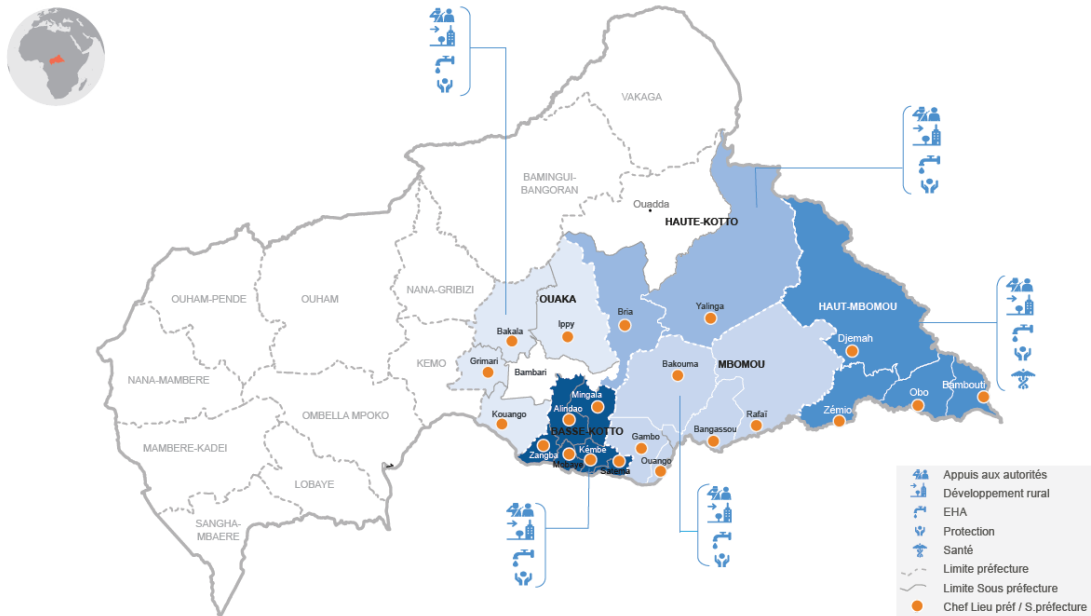 VAKAGA
BAMINGUI-
BANGORAN
Ouadda
HAUTE-KOTTO
OUHAM-PENDE
OUHAM
NANA-GRIBIZI
OUAKA
Bria
Yalinga
HAUT-MBOMOU
Bakala
Ippy
Djemah
KEMO
Grimari
Bambari
Bakouma
MBOMOU
NANA-MAMBERE
Mingala
Obo
Bambouti
OMBELLA MPOKO
Kouango
Alindao
Zémio
BASSE-KOTTO
Gambo
Bangassou
Rafaï
MAMBERE-KADEI
Zangba
Mobaye
Kembé
Satema
Ouango
LOBAYE
SANGHA-
MBAERE
Appuis aux autorités
Développement rural
EHA
Protection
Santé
Limite préfecture
Limite Sous préfecture
Chef Lieu préf / S.préfecture